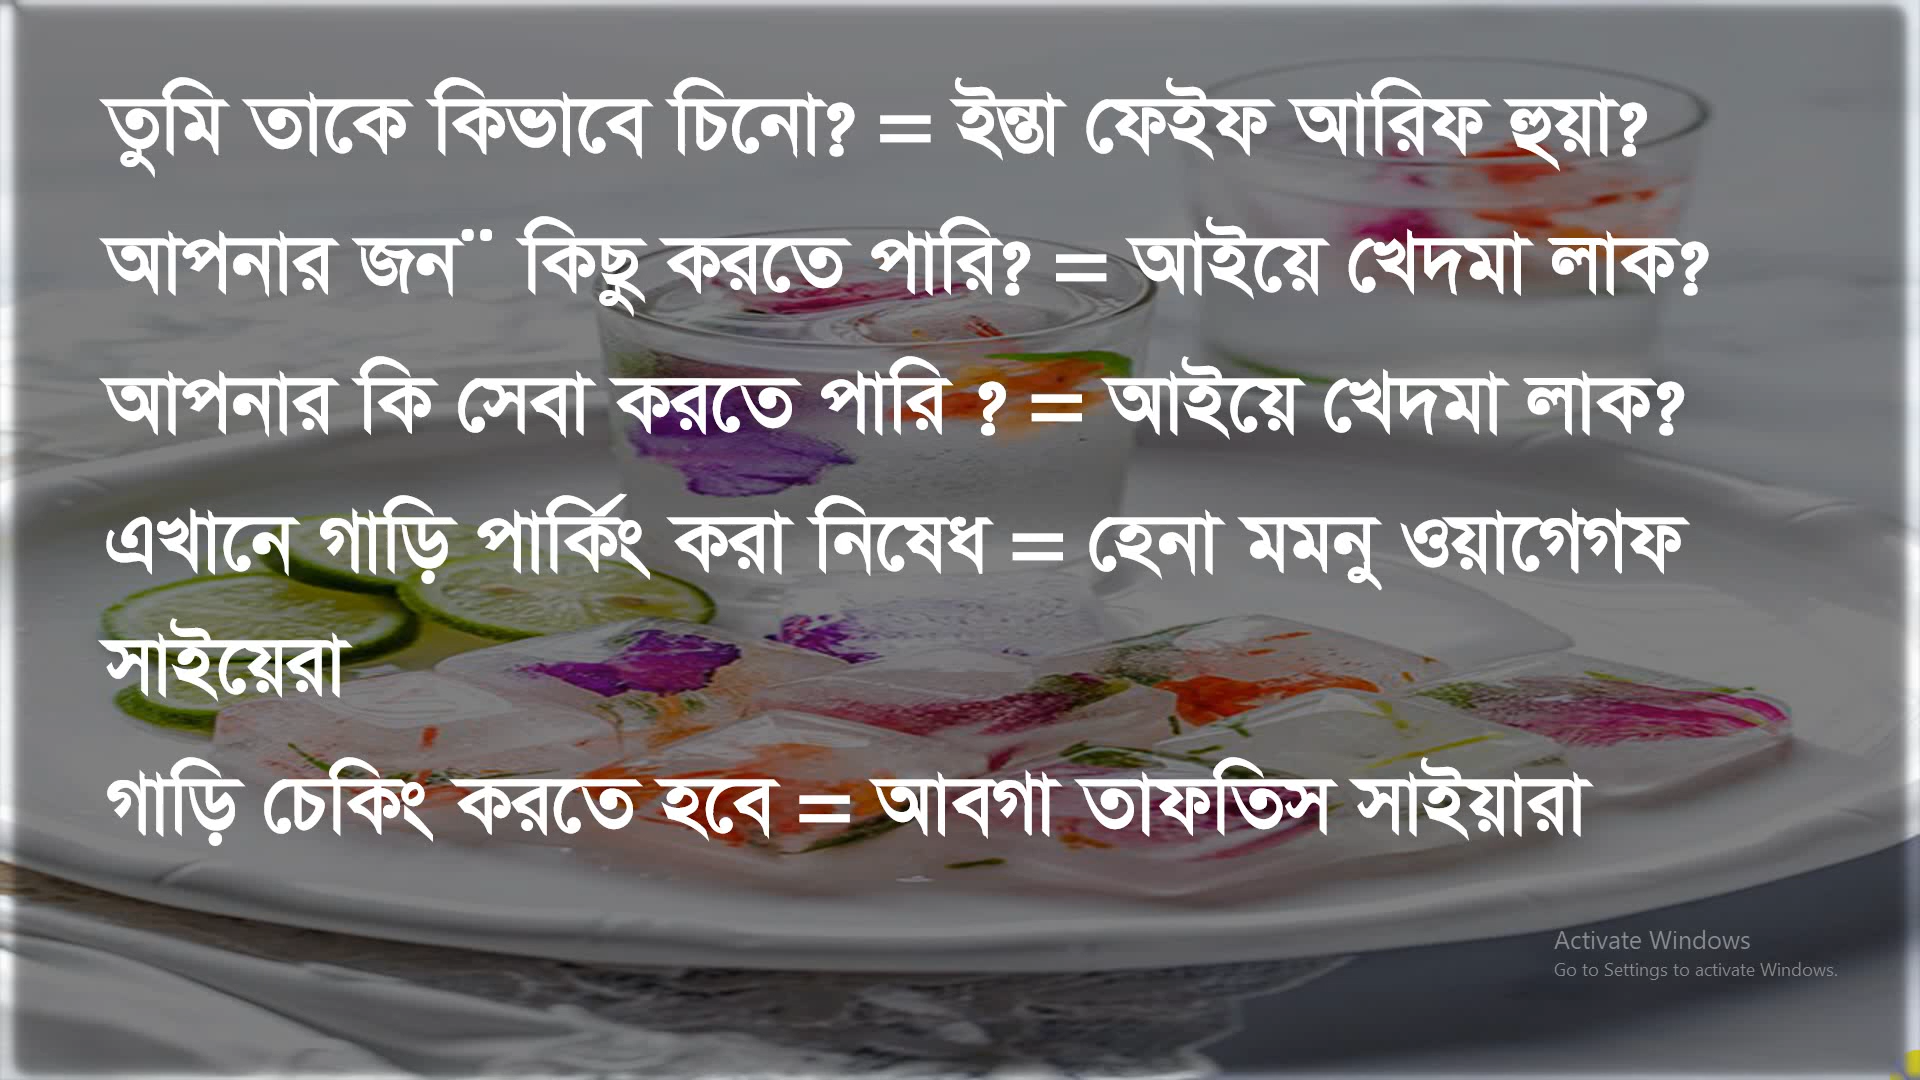 তুমি তাকে কিভাবে চিনো? = ইন্তা ফেইফ আরিফ হুয়া?
আপনার জন¨ কিছু করতে পারি? = আইয়ে খেদমা লাক?
আপনার কি সেবা করতে পারি ? = আইয়ে খেদমা লাক?
এখানে গাড়ি পার্কিং করা নিষেধ = হেনা মমনু ওয়াগেগফ
সাইয়েরা
গাড়ি চেকিং করতে হবে = আবগা তাফতিস সাইয়ারা
Activate Windows
Go to Settings to activate Windows.